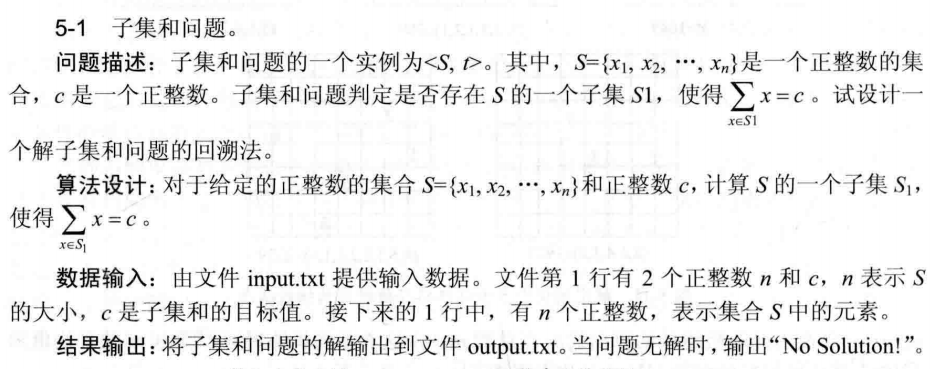 5-1 子集和问题。
问题描述：子集和问题的一个实例为<S, t>。其中，S={x₁, x₂, …, xₙ}是一个正整数的集
合，c 是一个正整数。子集和问题判定是否存在 S 的一个子集 S1，使得 ∑ x = c 。试设计一
x∈S1
个解子集和问题的回溯法。
算法设计：对于给定的正整数的集合 S={x₁, x₂, …, xₙ}和正整数 c，计算 S 的一个子集 S₁，
使得 ∑ x = c 。
x∈S₁
数据输入：由文件 input.txt 提供输入数据。文件第 1 行有 2 个正整数 n 和 c，n 表示 S
的大小，c 是子集和的目标值。接下来的 1 行中，有 n 个正整数，表示集合 S 中的元素。
结果输出：将子集和问题的解输出到文件 output.txt。当问题无解时，输出“No Solution!”。